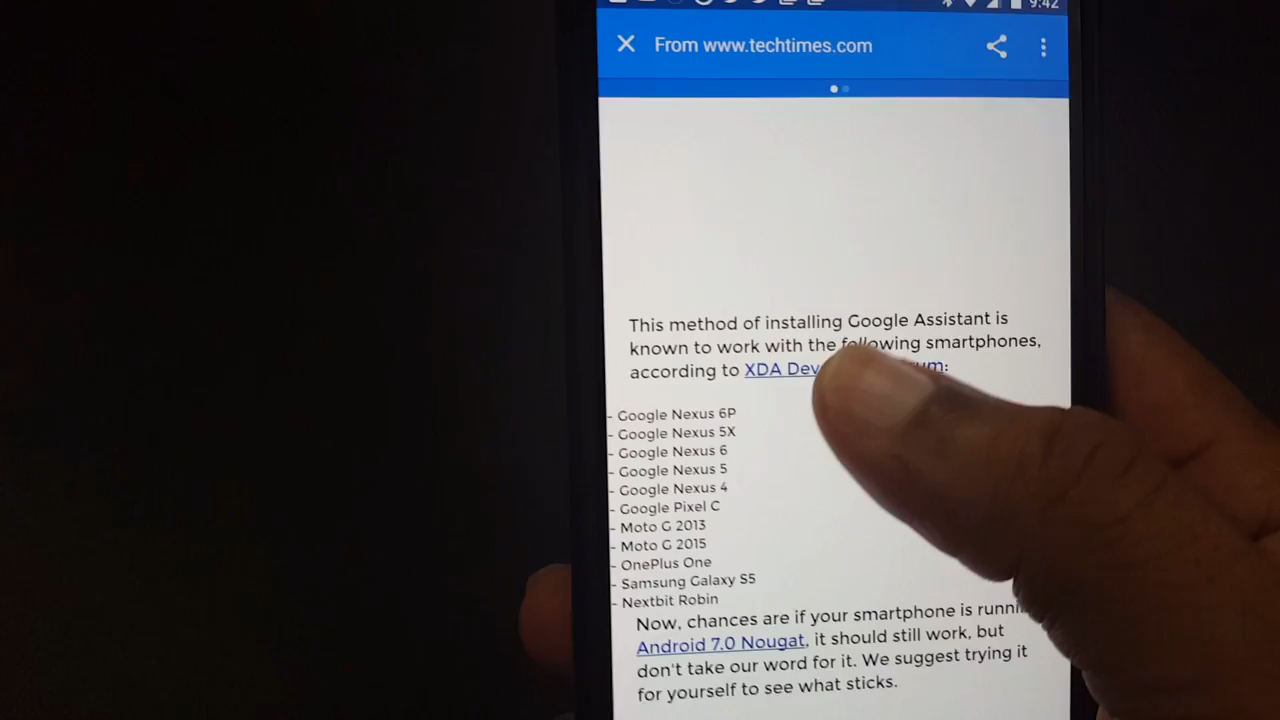 9:42
From www.techtimes.com
This method of installing Google Assistant is
known to work with the following smartphones,
according to XDA
- Google Nexus 6P
- Google Nexus 5X
- Google Nexus 6
- Google Nexus 5
- Google Nexus 4
- Google Pixel C
- Moto G 2013
- Moto G 2015
- OnePlus One
- Samsung Galaxy S5
- Nextbit Robin
Now, chances are if your smartphone is
Android 7.0 Nougat, it should still work, but
don't take our word for it. We suggest trying it
for yourself to see what sticks.